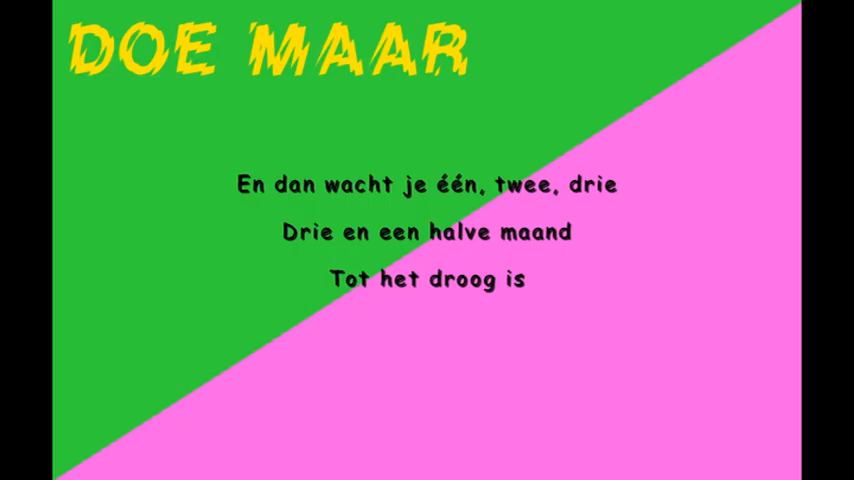 DOE MAAR
En dan wacht je één, twee, drie
Drie en een halve maand
Tot het droog is